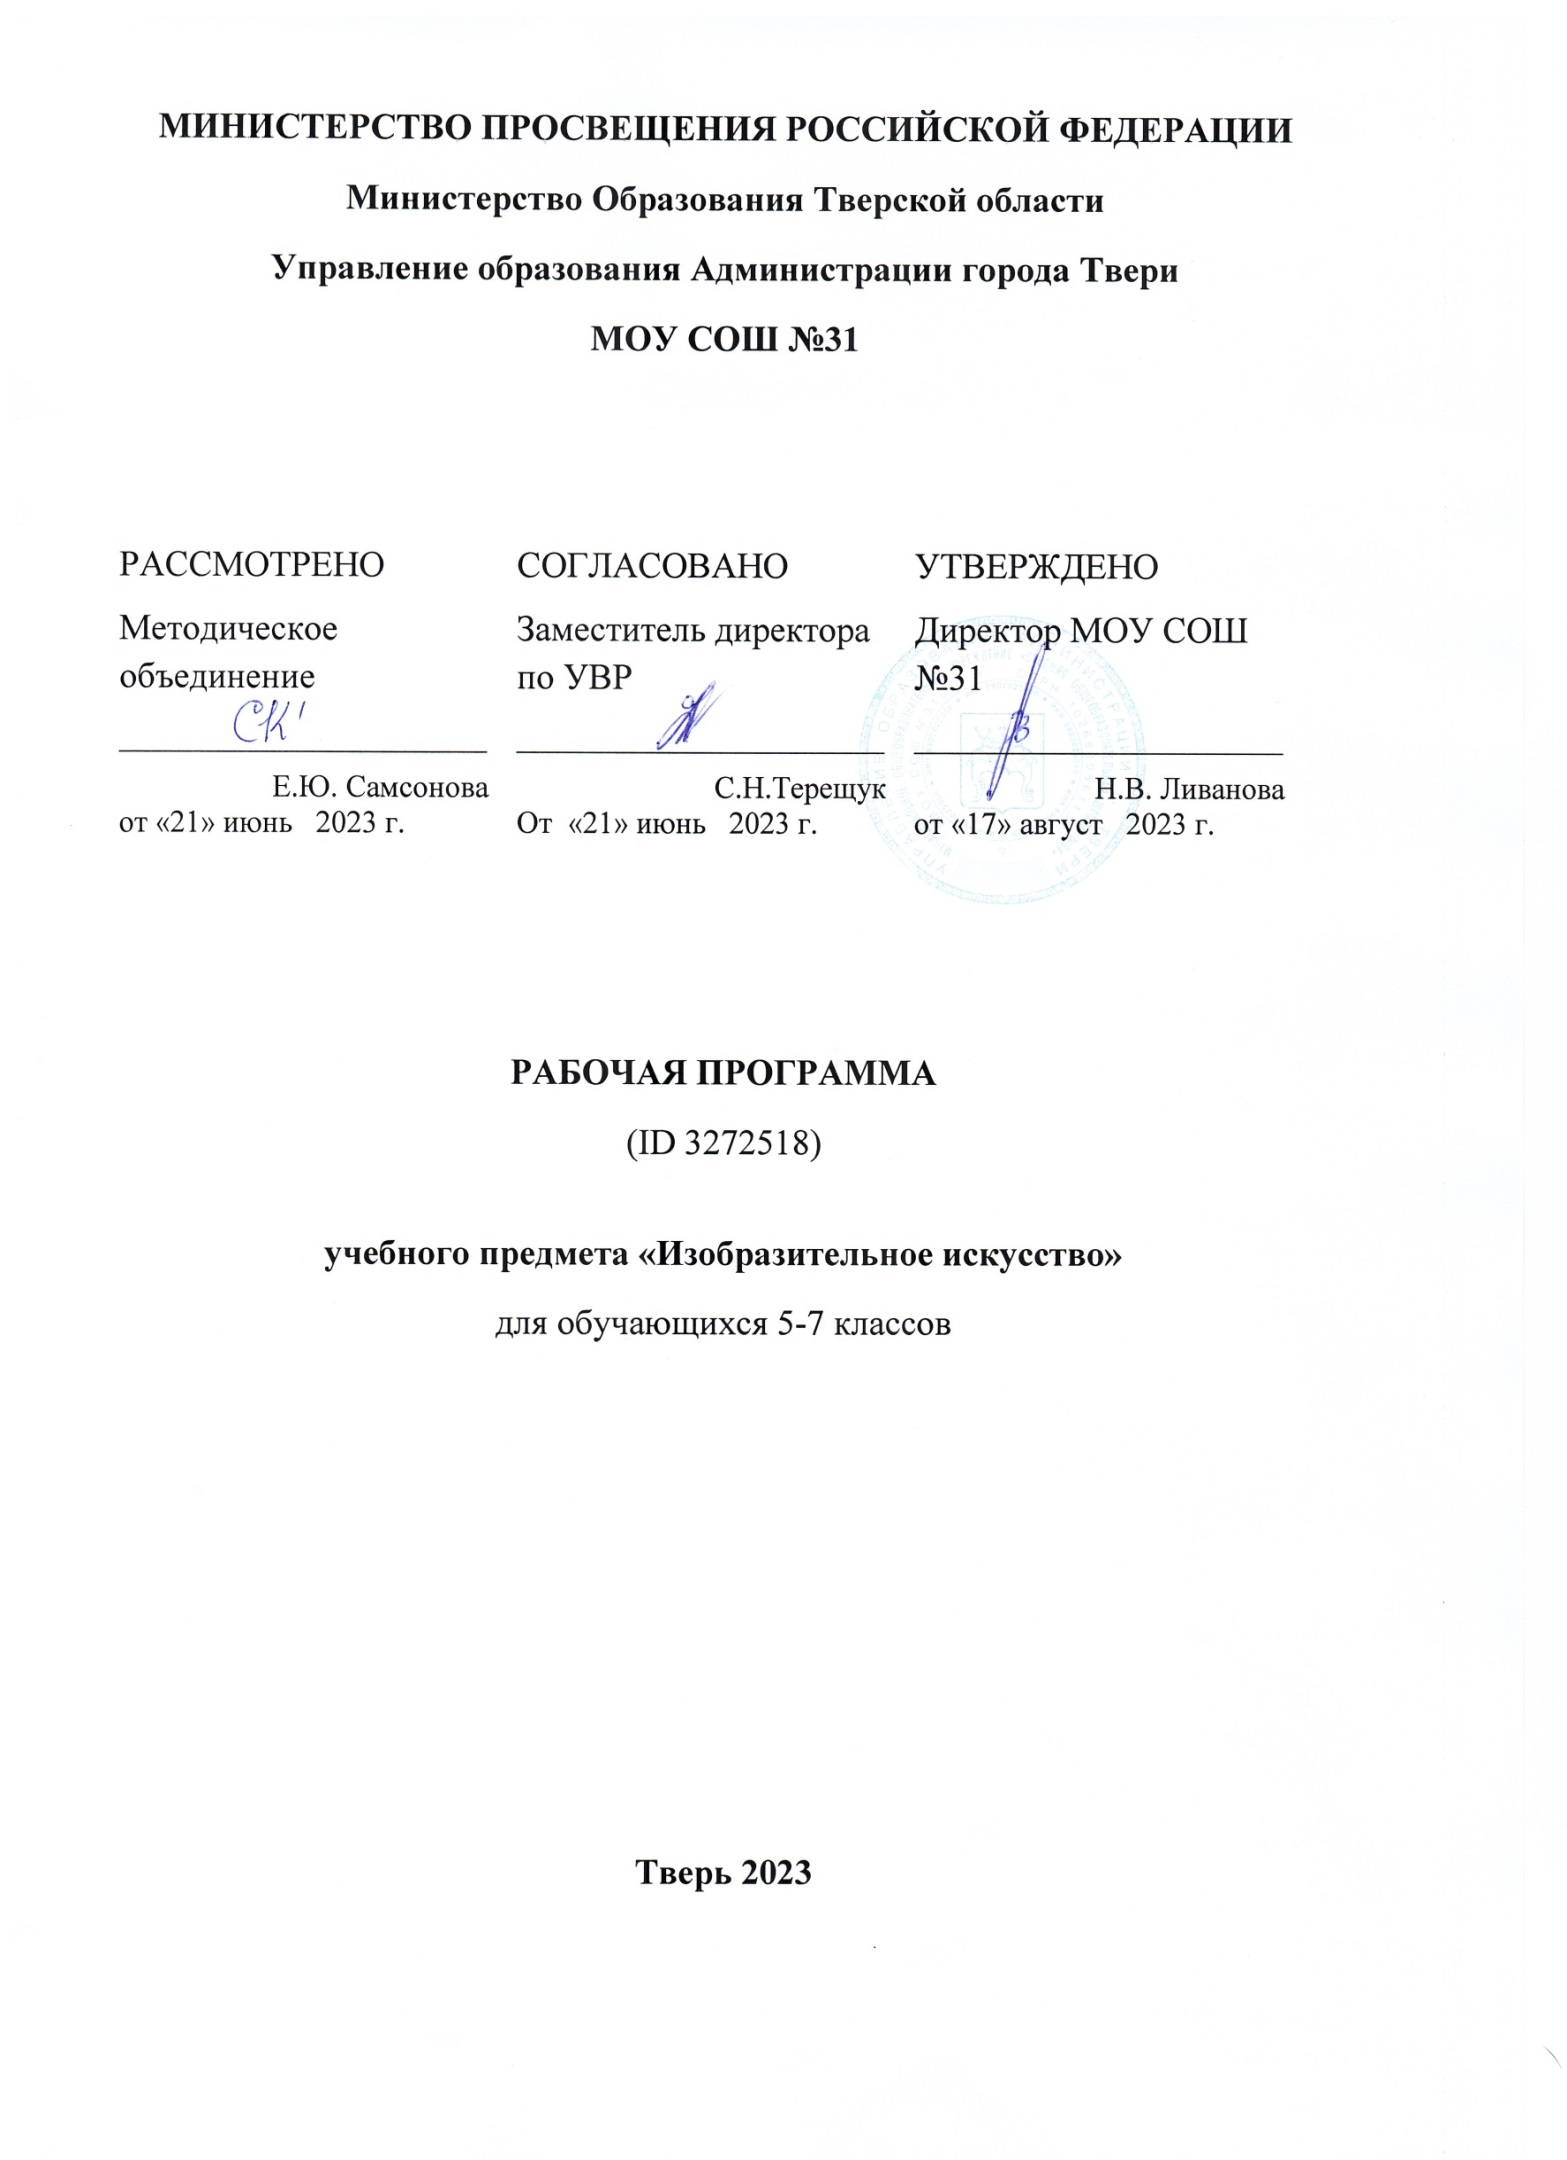 МИНИСТЕРСТВО ПРОСВЕЩЕНИЯ РОССИЙСКОЙ ФЕДЕРАЦИИ
Министерство Образования Тверской области
Управление образования Администрации города Твери
МОУ СОШ №31
РАССМОТРЕНО
Методическое
объединение
Е.Ю. Самсонова
от «21» июнь 2023 г.
СОГЛАСОВАНО
Заместитель директора
по УВР
С.Н.Терещук
От «21» июнь 2023 г.
УТВЕРЖДЕНО
Директор МОУ СОШ
№31
Н.В. Ливанова
от «17» август 2023 г.
РАБОЧАЯ ПРОГРАММА
(ID 3272518)
учебного предмета «Изобразительное искусство»
для обучающихся 5-7 классов
Тверь 2023